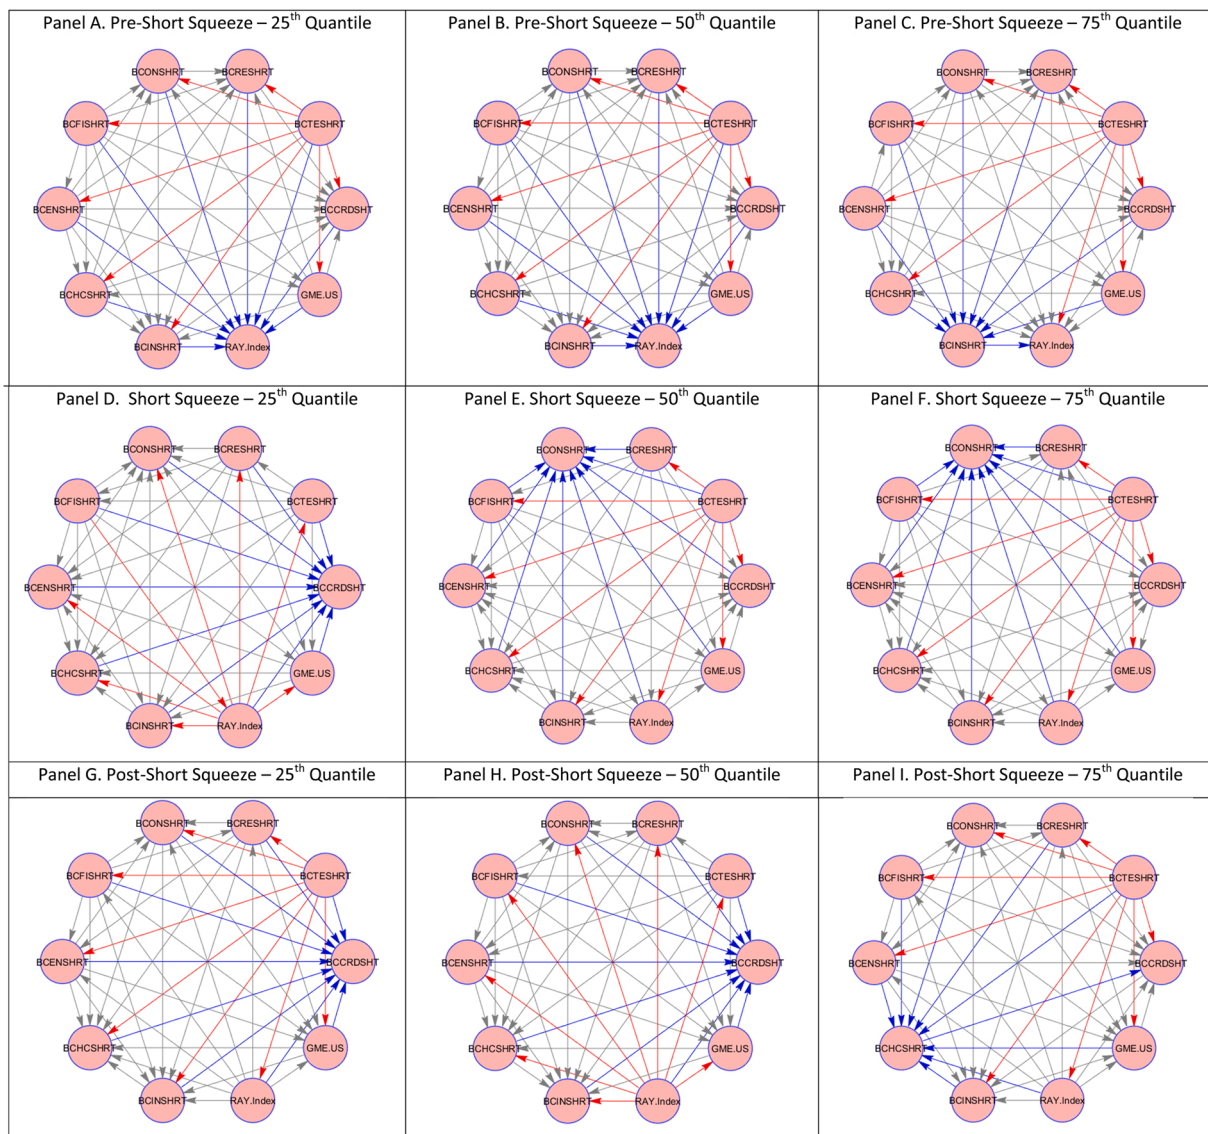 Panel A. Pre-Short Squeeze – 25th Quantile
Panel B. Pre-Short Squeeze – 50th Quantile
Panel C. Pre-Short Squeeze – 75th Quantile
BCONSHRT BCRESHRT
BCFISHRT BCTESHRT
BCENSHRT BCCRDSHT
BCHCSHRT GME.US
BCINSHRT RAY.Index
BCONSHRT BCRESHRT
BCFISHRT BCTESHRT
BCENSHRT BCCRDSHT
BCHCSHRT GME.US
BCINSHRT RAY.Index
BCONSHRT BCRESHRT
BCFISHRT BCTESHRT
BCENSHRT BCCRDSHT
BCHCSHRT GME.US
BCINSHRT RAY.Index
Panel D. Short Squeeze – 25th Quantile
Panel E. Short Squeeze – 50th Quantile
Panel F. Short Squeeze – 75th Quantile
BCONSHRT BCRESHRT
BCFISHRT BCTESHRT
BCENSHRT BCCRDSHT
BCHCSHRT GME.US
BCINSHRT RAY.Index
BCONSHRT BCRESHRT
BCFISHRT BCTESHRT
BCENSHRT BCCRDSHT
BCHCSHRT GME.US
BCINSHRT RAY.Index
BCONSHRT BCRESHRT
BCFISHRT BCTESHRT
BCENSHRT BCCRDSHT
BCHCSHRT GME.US
BCINSHRT RAY.Index
Panel G. Post-Short Squeeze – 25th Quantile
Panel H. Post-Short Squeeze – 50th Quantile
Panel I. Post-Short Squeeze – 75th Quantile
BCONSHRT BCRESHRT
BCFISHRT BCTESHRT
BCENSHRT BCCRDSHT
BCHCSHRT GME.US
BCINSHRT RAY.Index
BCONSHRT BCRESHRT
BCFISHRT BCTESHRT
BCENSHRT BCCRDSHT
BCHCSHRT GME.US
BCINSHRT RAY.Index
BCONSHRT BCRESHRT
BCFISHRT BCTESHRT
BCENSHRT BCCRDSHT
BCHCSHRT GME.US
BCINSHRT RAY.Index